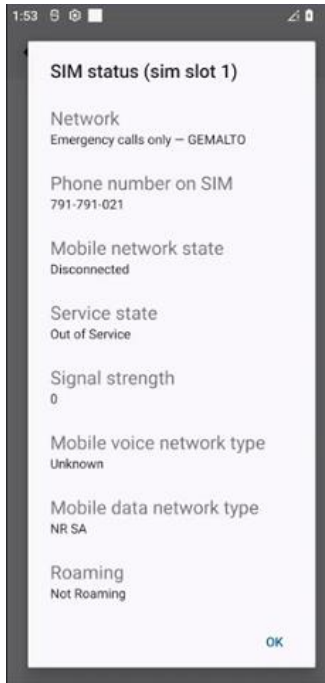 1:53
SIM status (sim slot 1)
Network
Emergency calls only — GEMALTO
Phone number on SIM
791-791-021
Mobile network state
Disconnected
Service state
Out of Service
Signal strength
0
Mobile voice network type
Unknown
Mobile data network type
NR SA
Roaming
Not Roaming
OK